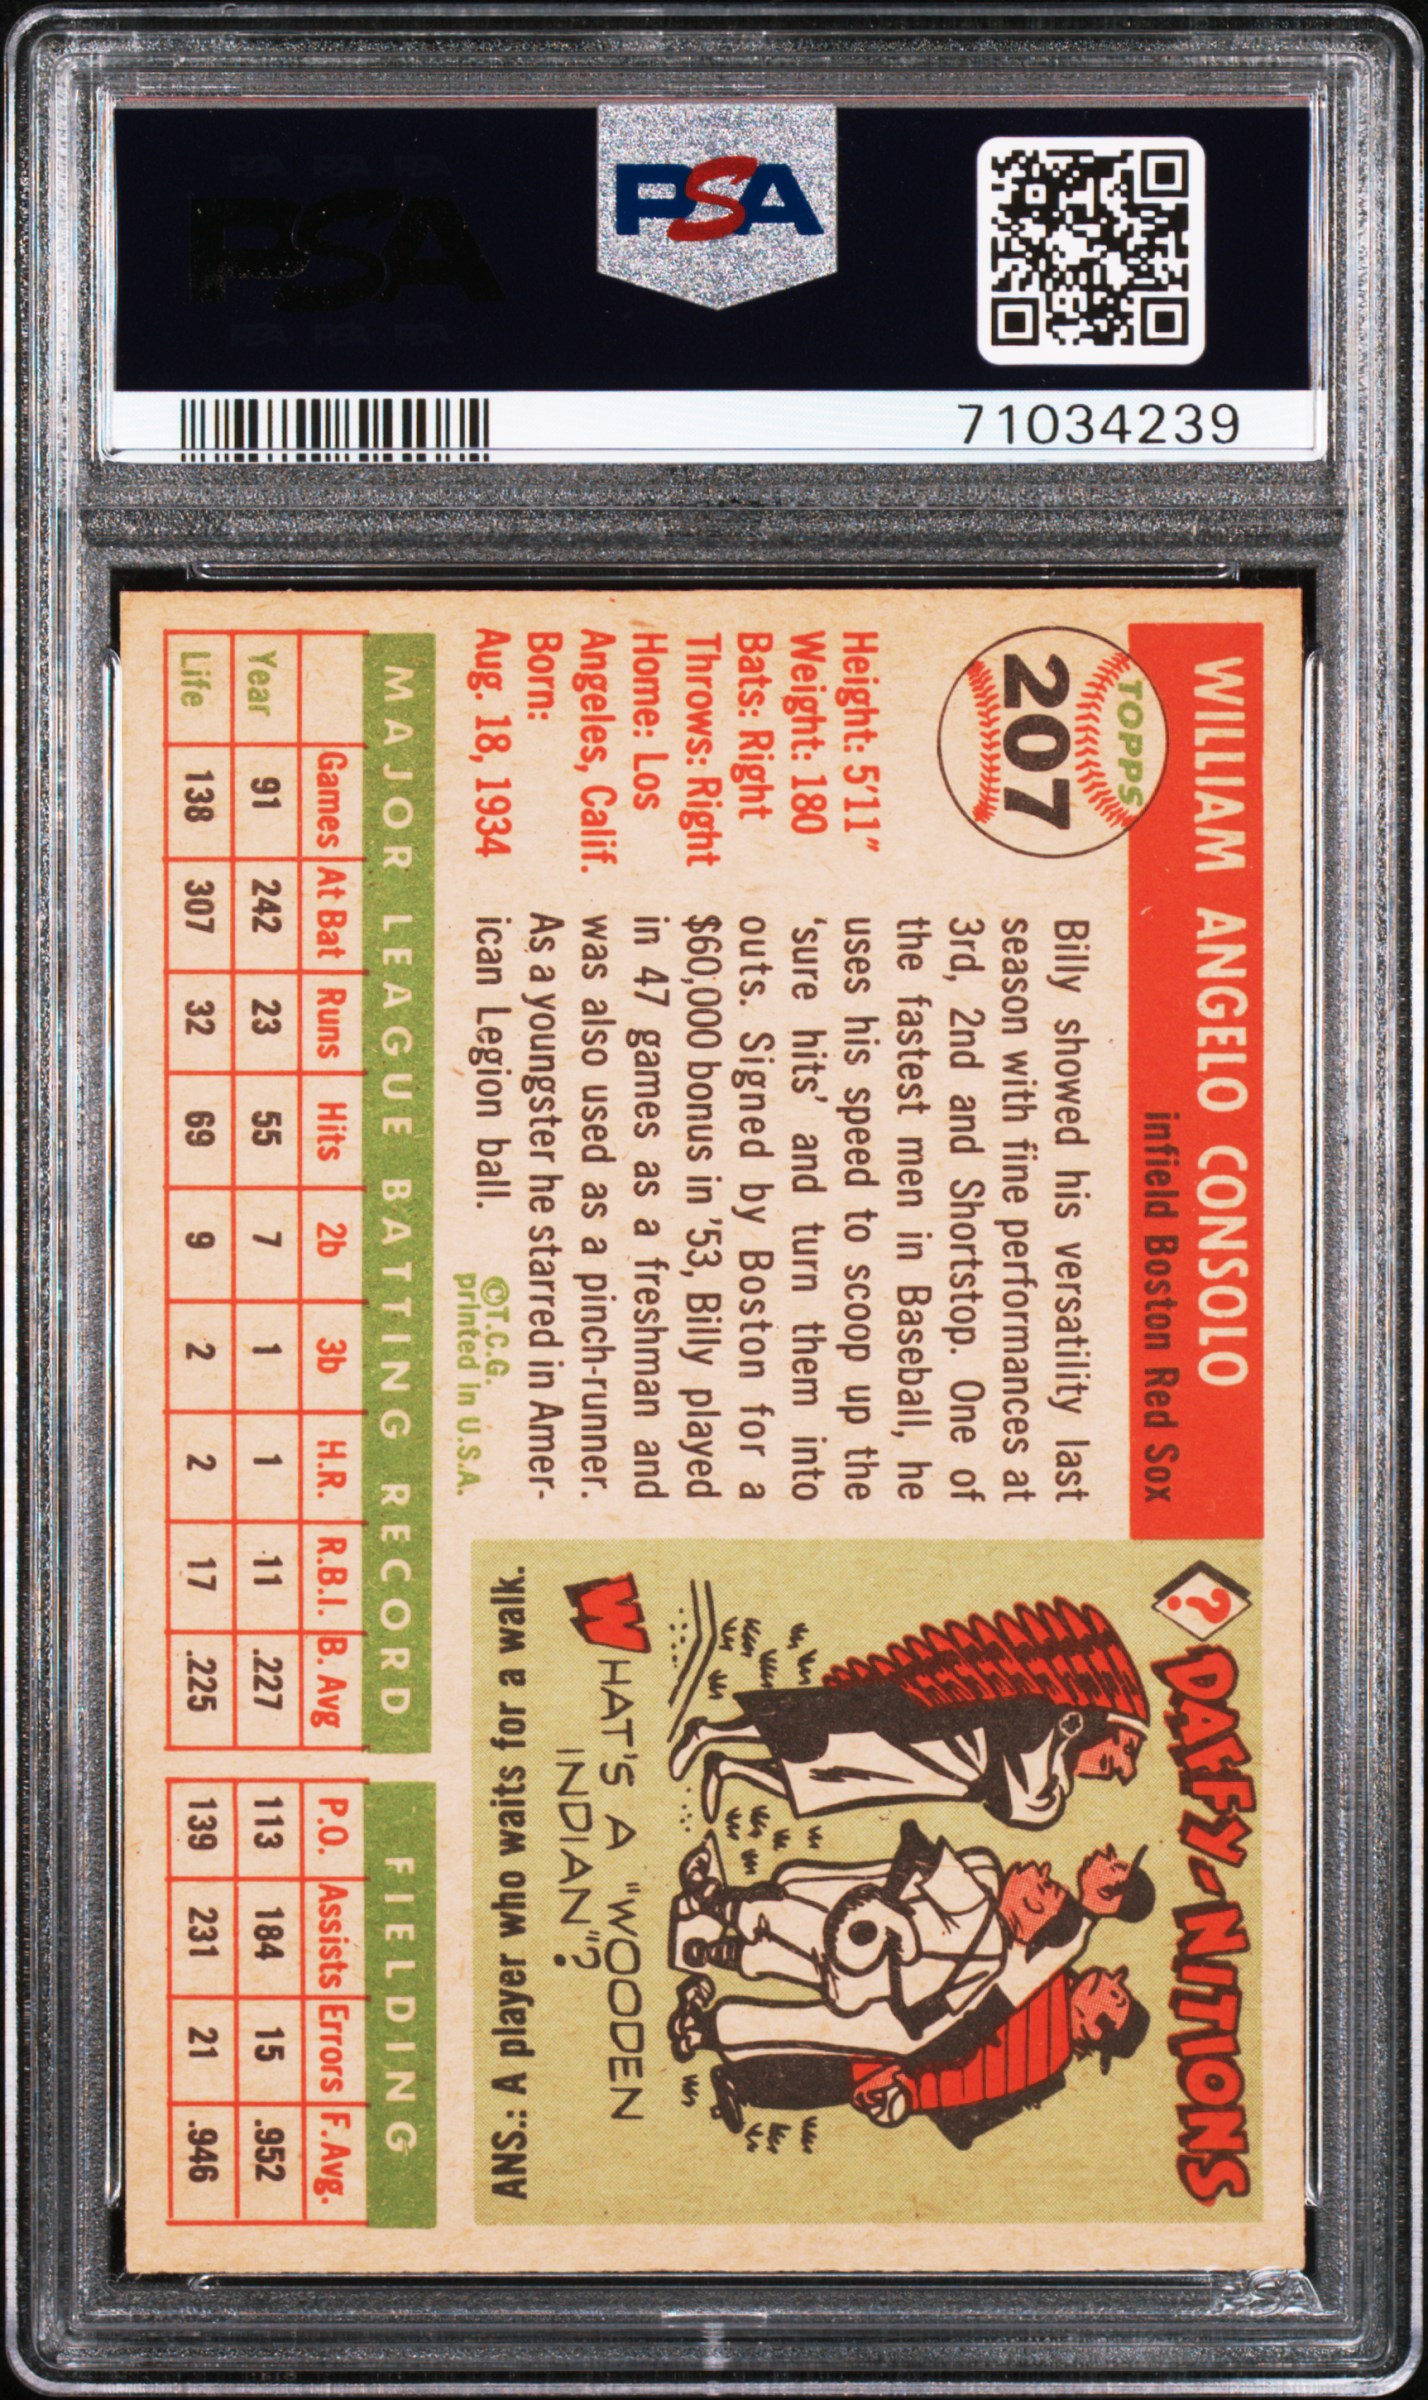 PSA PSA PSA
PSA
PSA PSA PSA
PSA
71034239
WILLIAM ANGELO CONSOLO
infield Boston Red Sox
TOPPS
207
Height: 5'11"
Weight: 180
Bats: Right
Throws: Right
Home: Los
Angeles, Calif.
Born:
Aug. 18, 1934
Billy showed his versatility last
season with fine performances at
3rd, 2nd and Shortstop. One of
the fastest men in Baseball, he
uses his speed to scoop up the
'sure hits' and turn them into
outs. Signed by Boston for a
$60,000 bonus in '53, Billy played
in 47 games as a freshman and
was also used as a pinch-runner.
As a youngster he starred in Amer-
ican Legion ball.
©T.C.G.
printed in U.S.A.
? DAFFY-NITIONS
WHAT'S A "WOODEN
INDIAN"?
ANS.: A player who waits for a walk.
MAJOR LEAGUE BATTING RECORD
Games At Bat Runs Hits 2b 3b H.R. R.B.I. B. Avg
Year 91 242 23 55 7 1 1 11 .227
Life 138 307 32 69 9 2 2 17 .225
FIELDING
P.O. Assists Errors F. Avg.
113 184 15 .952
139 231 21 .946
PSA